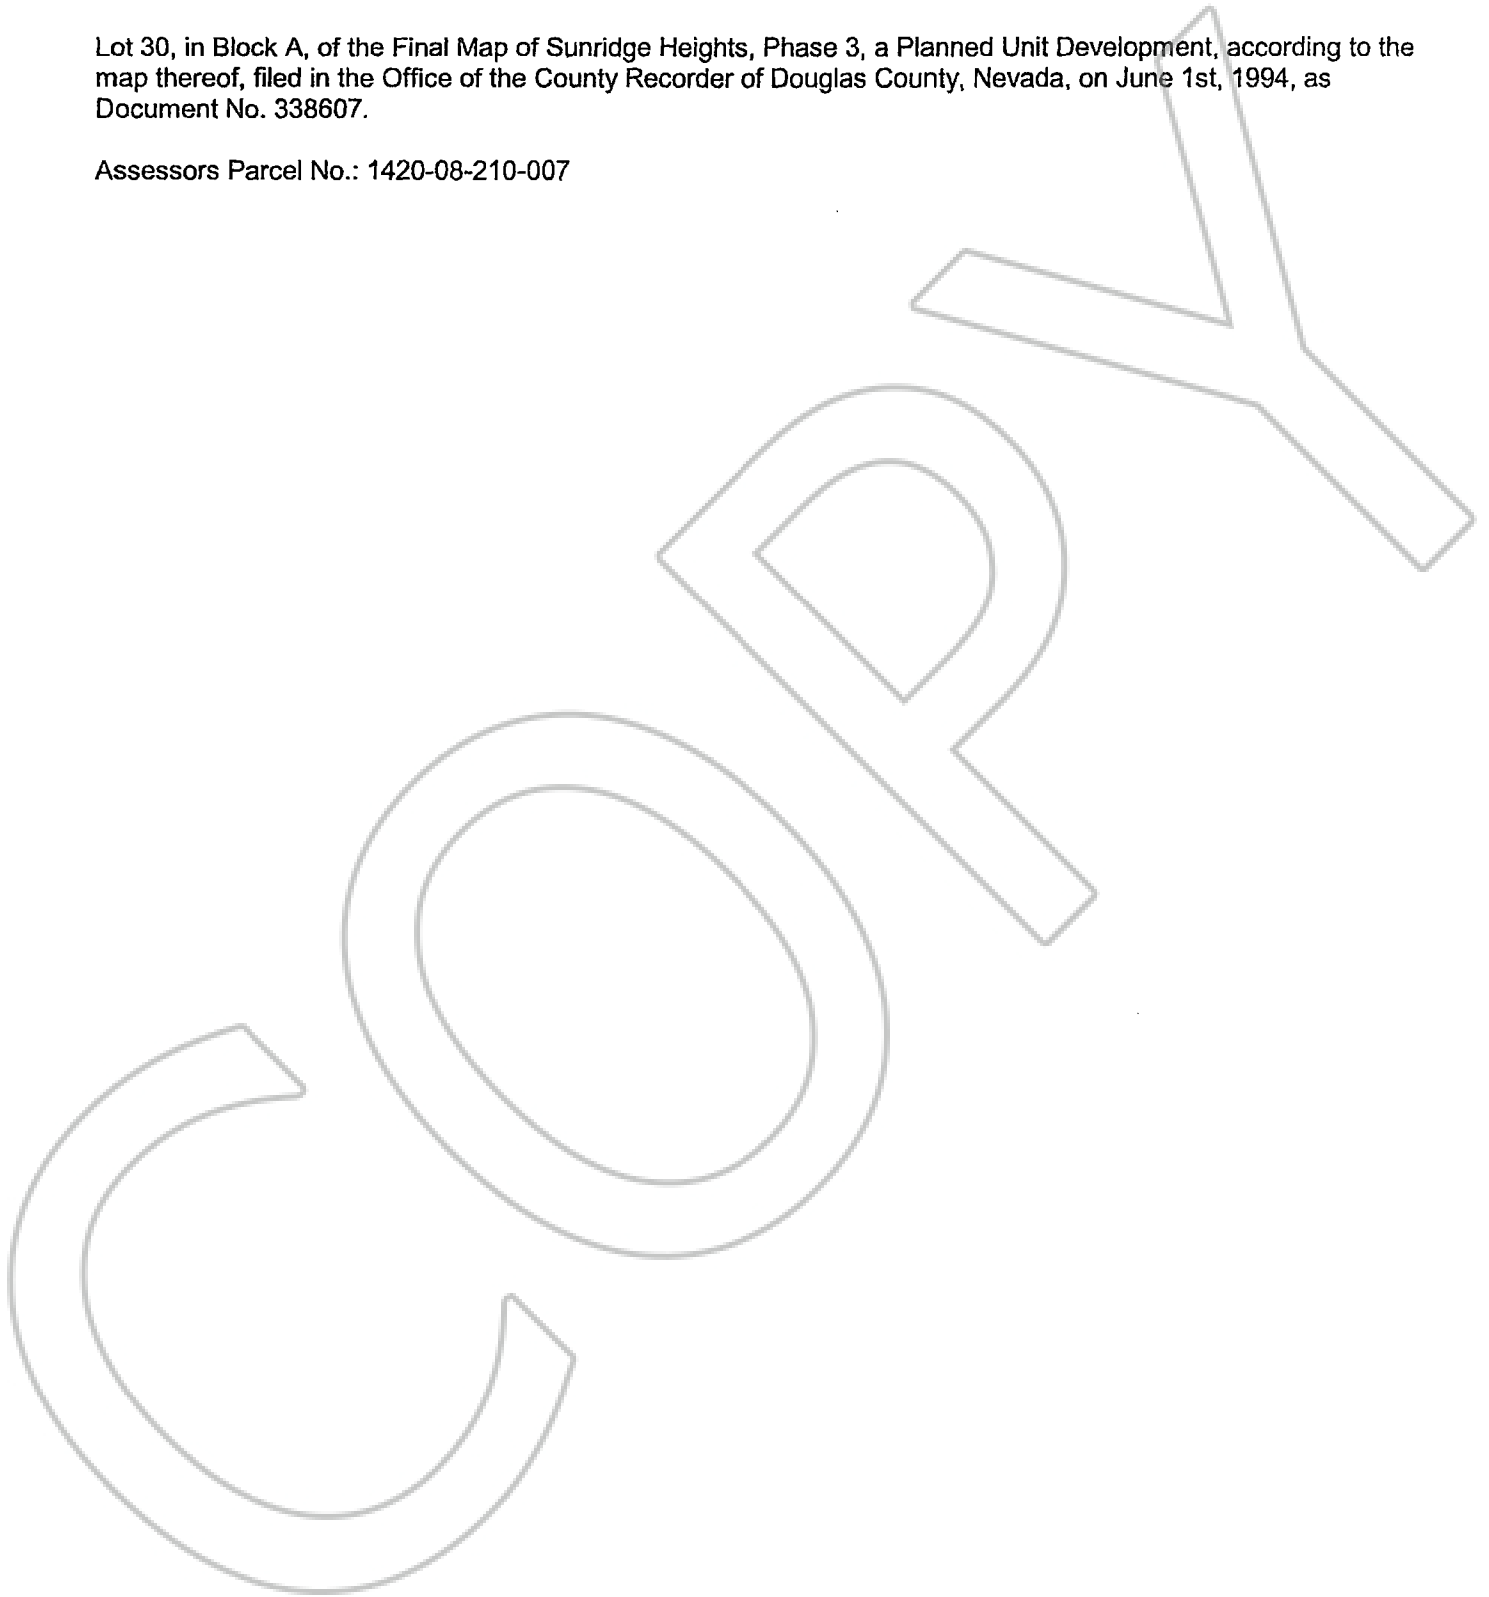 Lot 30, in Block A, of the Final Map of Sunridge Heights, Phase 3, a Planned Unit Development, according to the
map thereof, filed in the Office of the County Recorder of Douglas County, Nevada, on June 1st, 1994, as
Document No. 338607.
Assessors Parcel No.: 1420-08-210-007
COPY